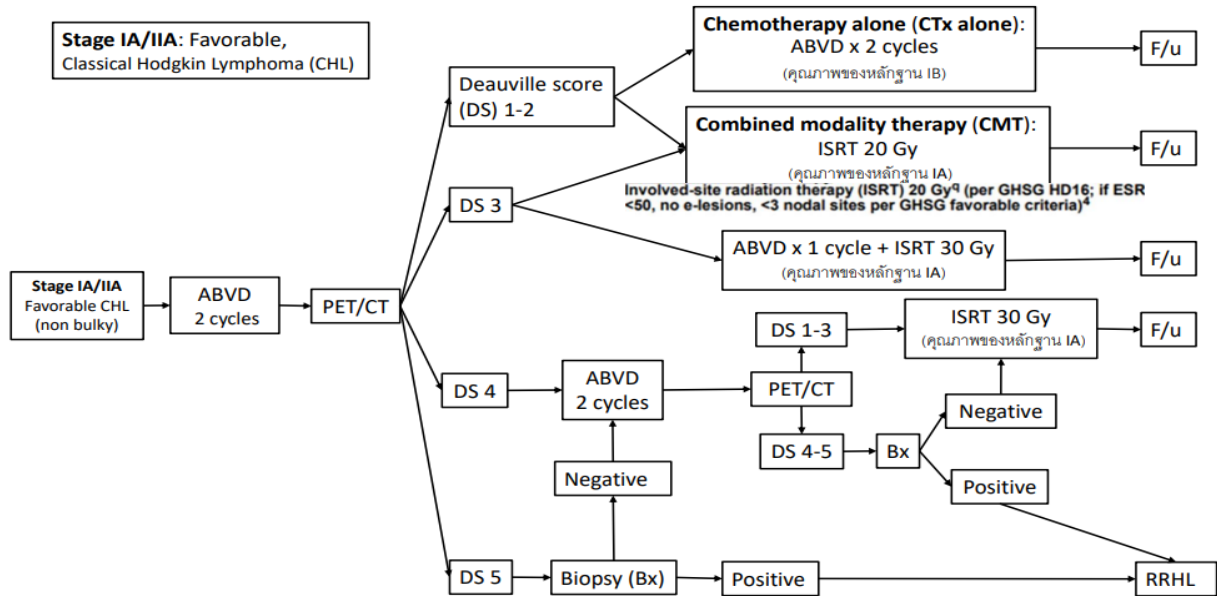 Stage IA/IIA: Favorable,
Classical Hodgkin Lymphoma (CHL)
Chemotherapy alone (CTx alone):
ABVD x 2 cycles
(คุณภาพของหลักฐาน IB)
F/u
Deauville score
(DS) 1-2
Combined modality therapy (CMT):
ISRT 20 Gy
(คุณภาพของหลักฐาน IA)
F/u
Involved-site radiation therapy (ISRT) 20 Gyq (per GHSG HD16; if ESR
<50, no e-lesions, <3 nodal sites per GHSG favorable criteria)4
DS 3
ABVD x 1 cycle + ISRT 30 Gy
(คุณภาพของหลักฐาน IA)
F/u
Stage IA/IIA
Favorable CHL
(non bulky)
ABVD
2 cycles
PET/CT
DS 1-3
ISRT 30 Gy
(คุณภาพของหลักฐาน IA)
F/u
DS 4
ABVD
2 cycles
PET/CT
Negative
DS 4-5
Bx
Negative
Positive
DS 5
Biopsy (Bx)
Positive
RRHL